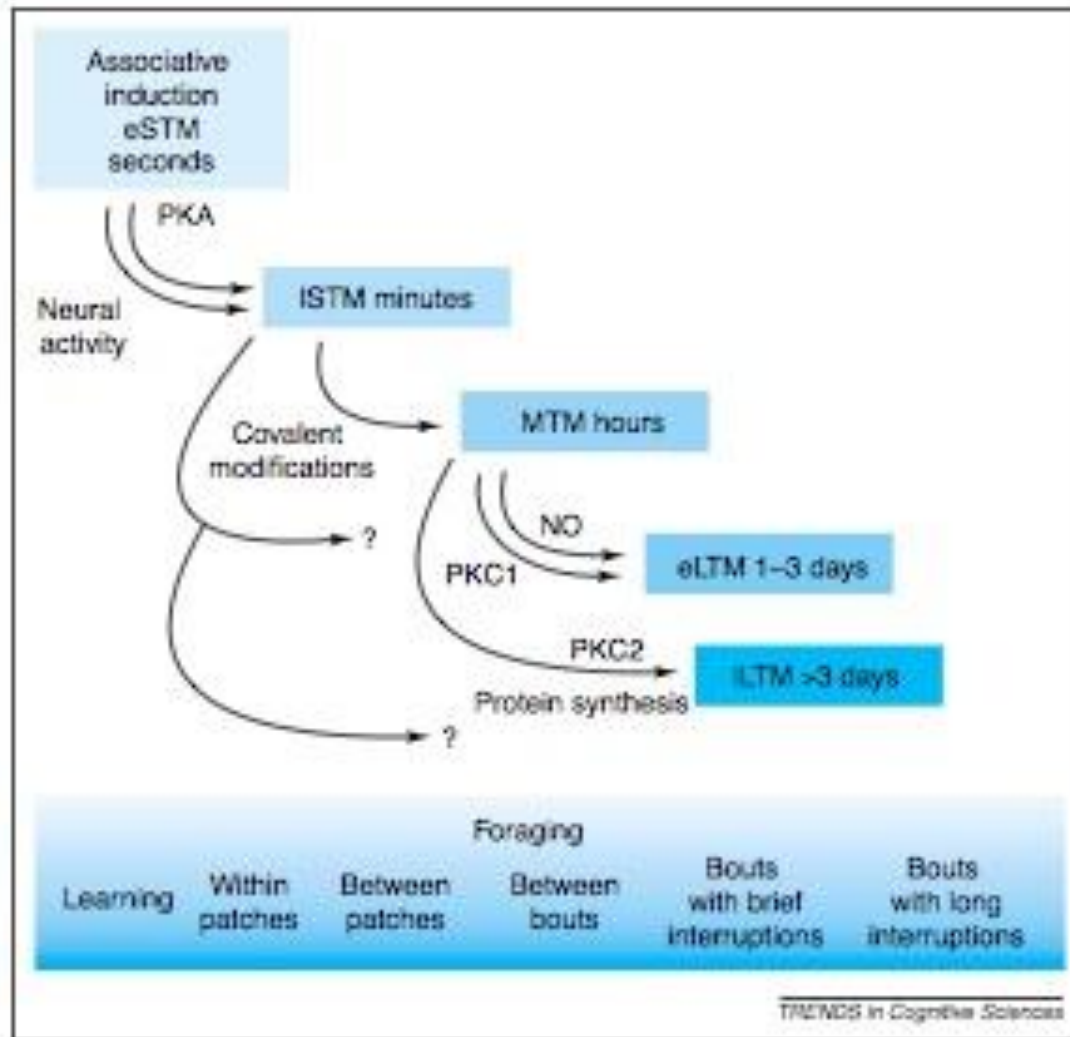 Associative
induction
eSTM
seconds
PKA
Neural
activity
lSTM minutes
Covalent
modifications
MTM hours
?
NO
PKC1
eLTM 1–3 days
PKC2
lLTM >3 days
Protein synthesis
?
Foraging
Learning
Within
patches
Between
patches
Between
bouts
Bouts
with brief
interruptions
Bouts
with long
interruptions
TRENDS in Cognitive Sciences